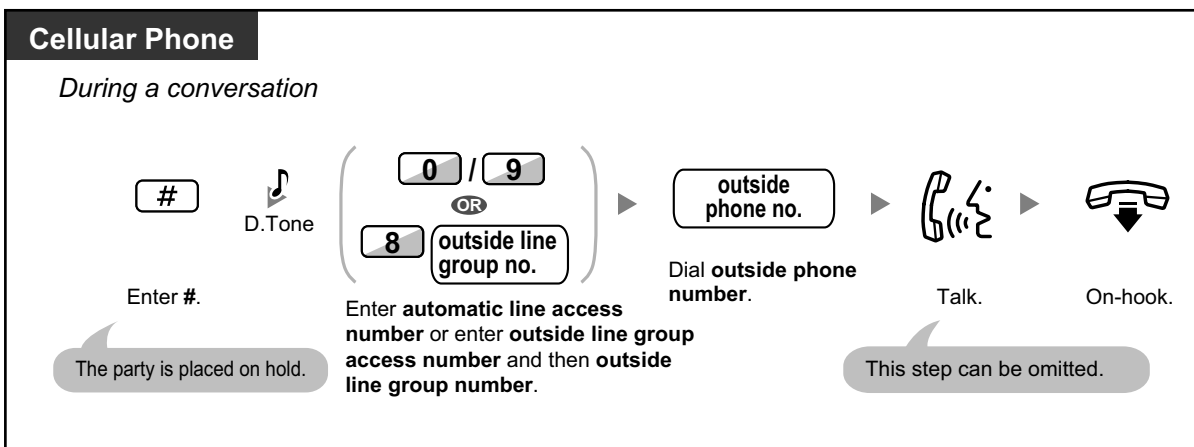 Cellular Phone
During a conversation
#
D.Tone
0 / 9
OR
8 outside line
group no.
outside
phone no.
Enter #.
The party is placed on hold.
Enter automatic line access
number or enter outside line group
access number and then outside
line group number.
Dial outside phone
number.
Talk.
This step can be omitted.
On-hook.